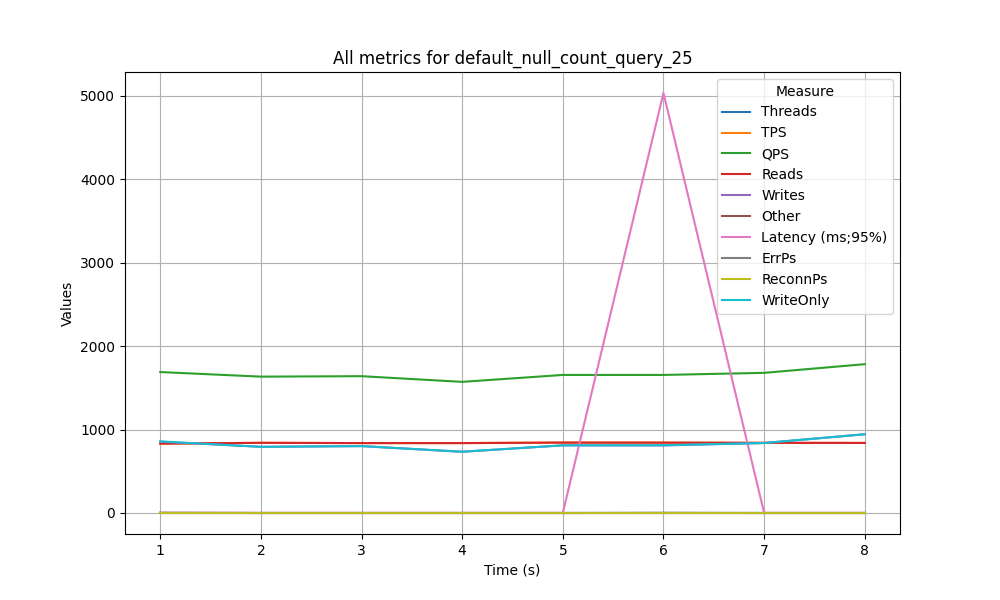 All metrics for default_null_count_query_25
Values
5000
4000
3000
2000
1000
0
1 2 3 4 5 6 7 8
Time (s)
Measure
Threads
TPS
QPS
Reads
Writes
Other
Latency (ms;95%)
ErrPs
ReconnPs
WriteOnly